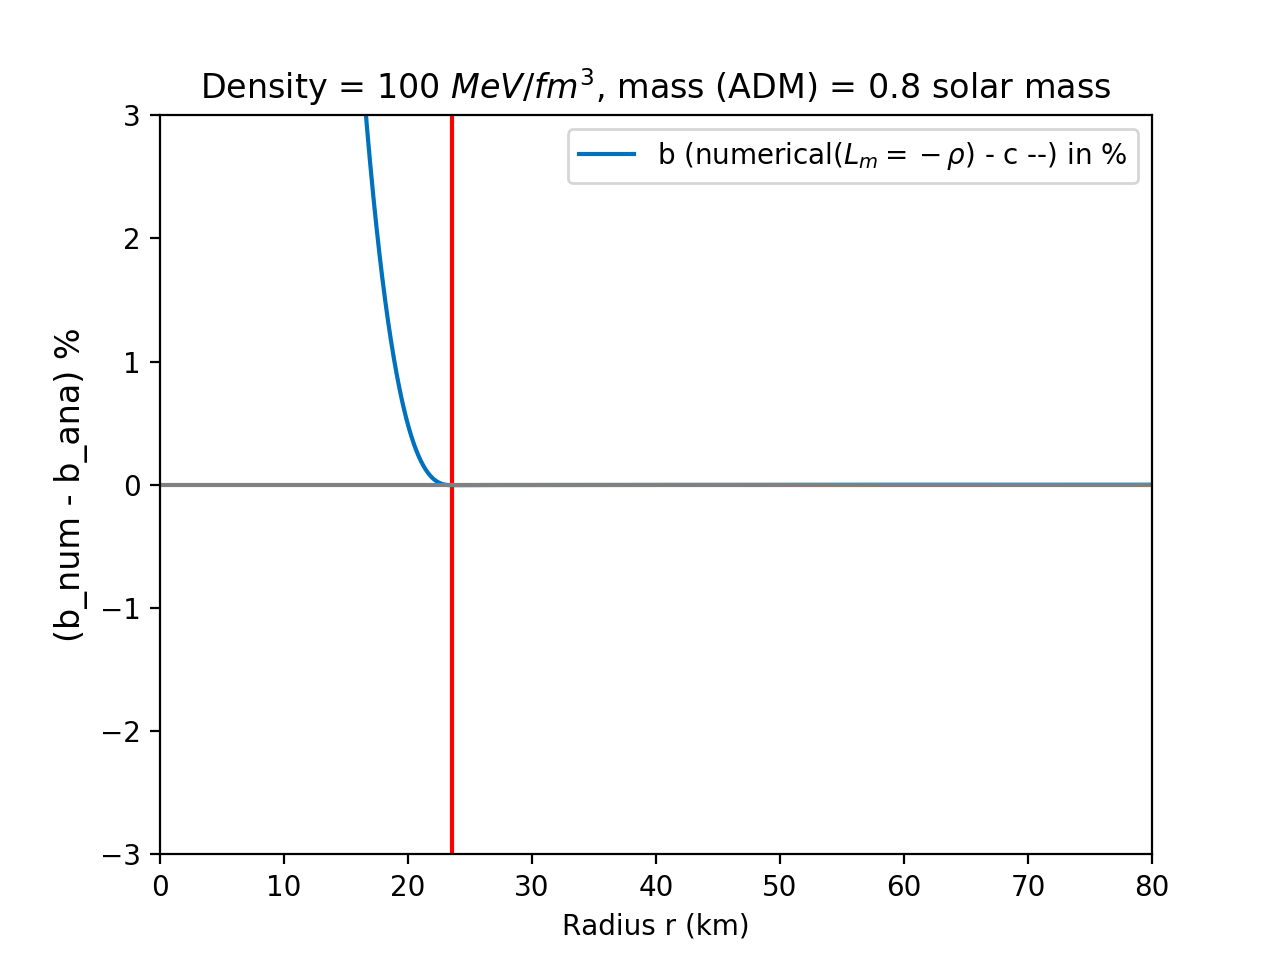 Density = 100 MeV/fm³, mass (ADM) = 0.8 solar mass
b (numerical(Lₘ = −ρ) - c --) in %
3
2
1
0
−1
−2
−3
(b_num - b_ana) %
0 10 20 30 40 50 60 70 80
Radius r (km)